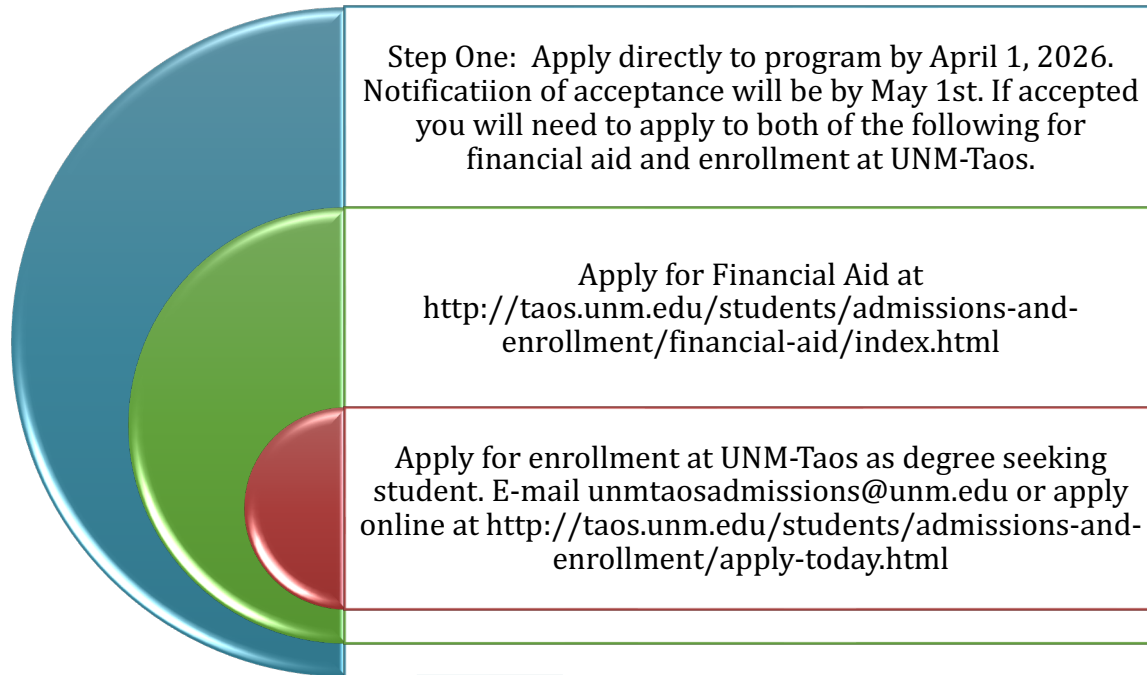 Step One:  Apply directly to program by April 1, 2026.
Notificatiion of acceptance will be by May 1st. If accepted
you will need to apply to both of the following for
financial aid and enrollment at UNM-Taos.
Apply for Financial Aid at
http://taos.unm.edu/students/admissions-and-
enrollment/financial-aid/index.html
Apply for enrollment at UNM-Taos as degree seeking
student. E-mail unmtaosadmissions@unm.edu or apply
online at http://taos.unm.edu/students/admissions-and-
enrollment/apply-today.html